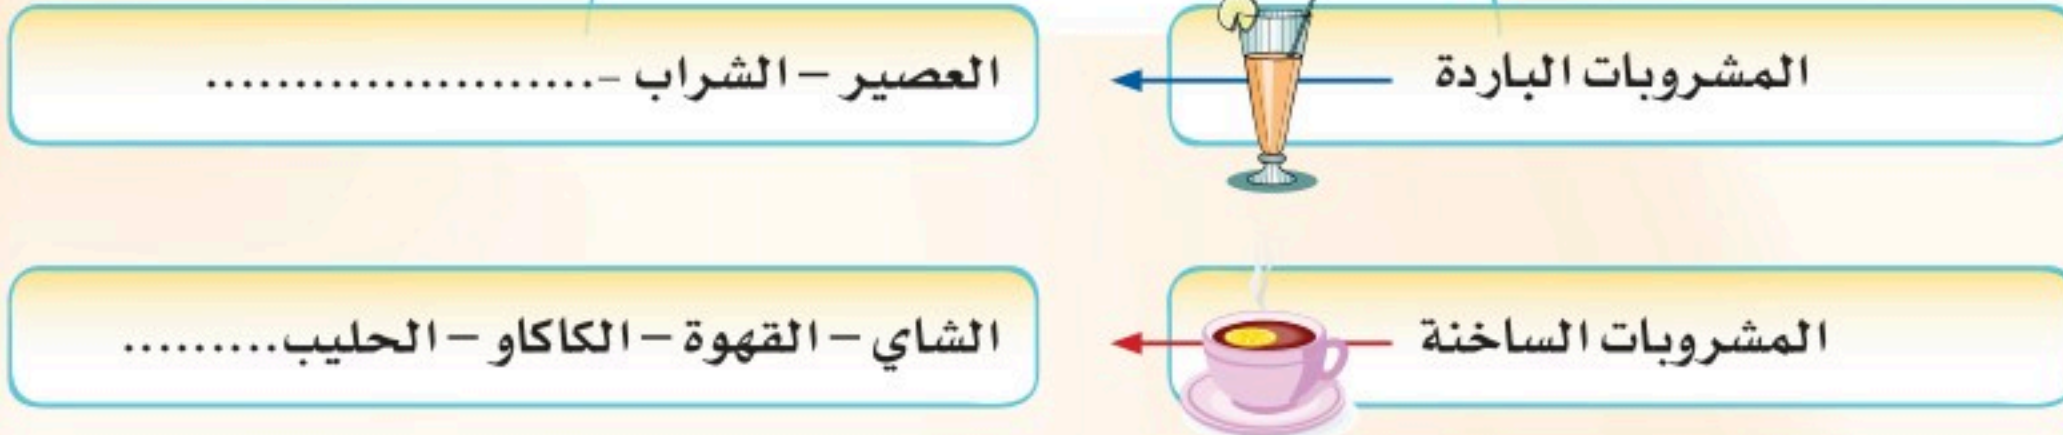 المشروبات الباردة
العصير – الشراب -......................
المشروبات الساخنة
الشاي – القهوة – الكاكاو – الحليب.........